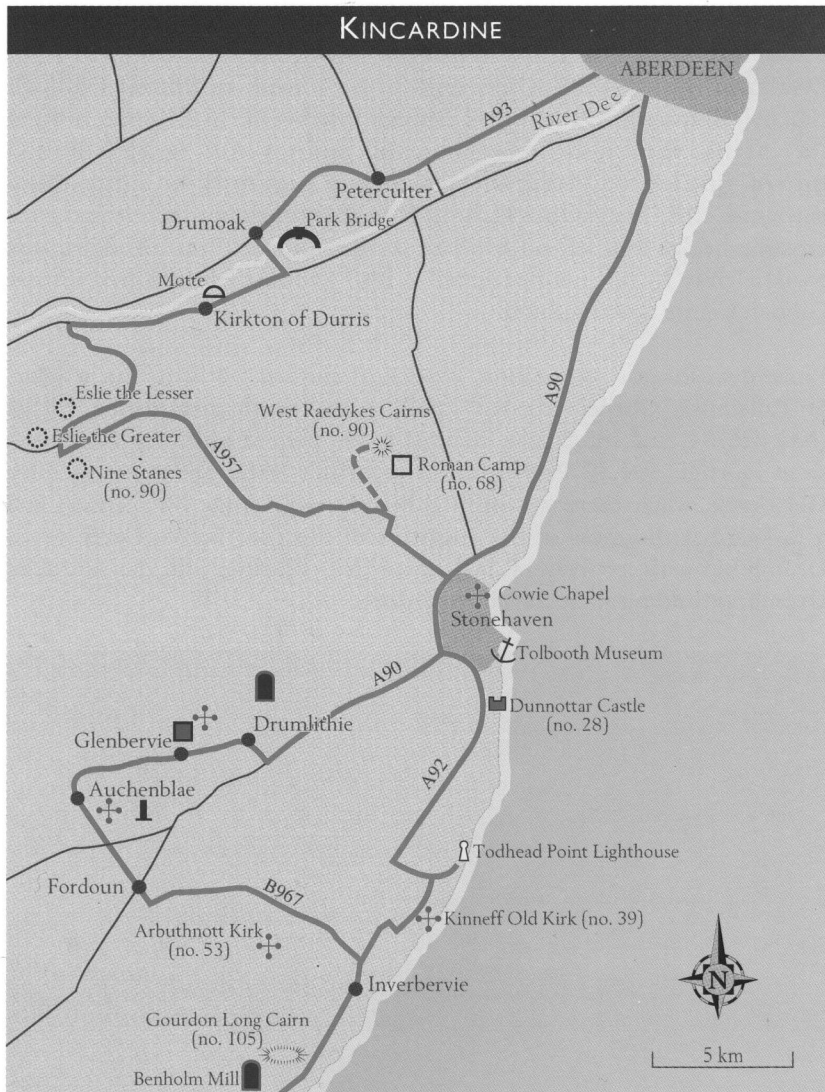 KINCARDINE
ABERDEEN
A93
River Dee
Peterculter
Drumoak
Park Bridge
Motte
Kirkton of Durris
A90
Eslie the Lesser
West Raedykes Cairns
(no. 90)
Eslie the Greater
A957
Roman Camp
(no. 68)
Nine Stanes
(no. 90)
Cowie Chapel
Stonehaven
Tolbooth Museum
A90
Dunnottar Castle
(no. 28)
Drumlithie
Glenbervie
A92
Auchenblae
Todhead Point Lighthouse
Fordoun
B967
Kinneff Old Kirk (no. 39)
Arbuthnott Kirk
(no. 53)
N
Inverbervie
Gourdon Long Cairn
(no. 105)
5 km
Benholm Mill